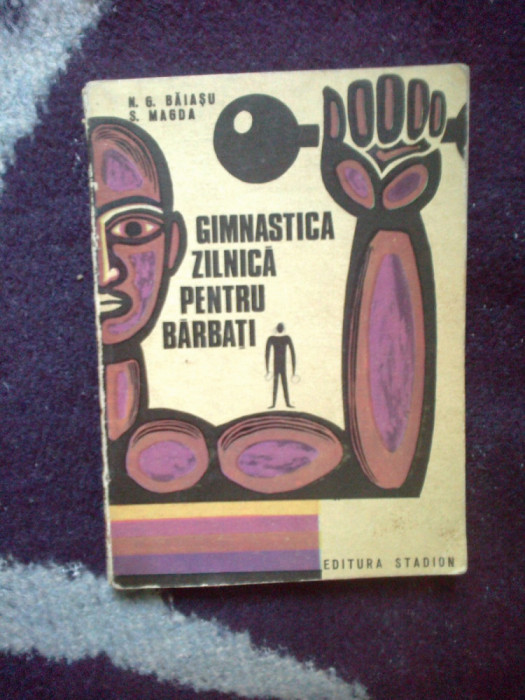 N. G. BĂIAȘU
S. MAGDA
GIMNASTICA
ZILNICĂ
PENTRU
BĂRBAȚI
EDITURA STADION